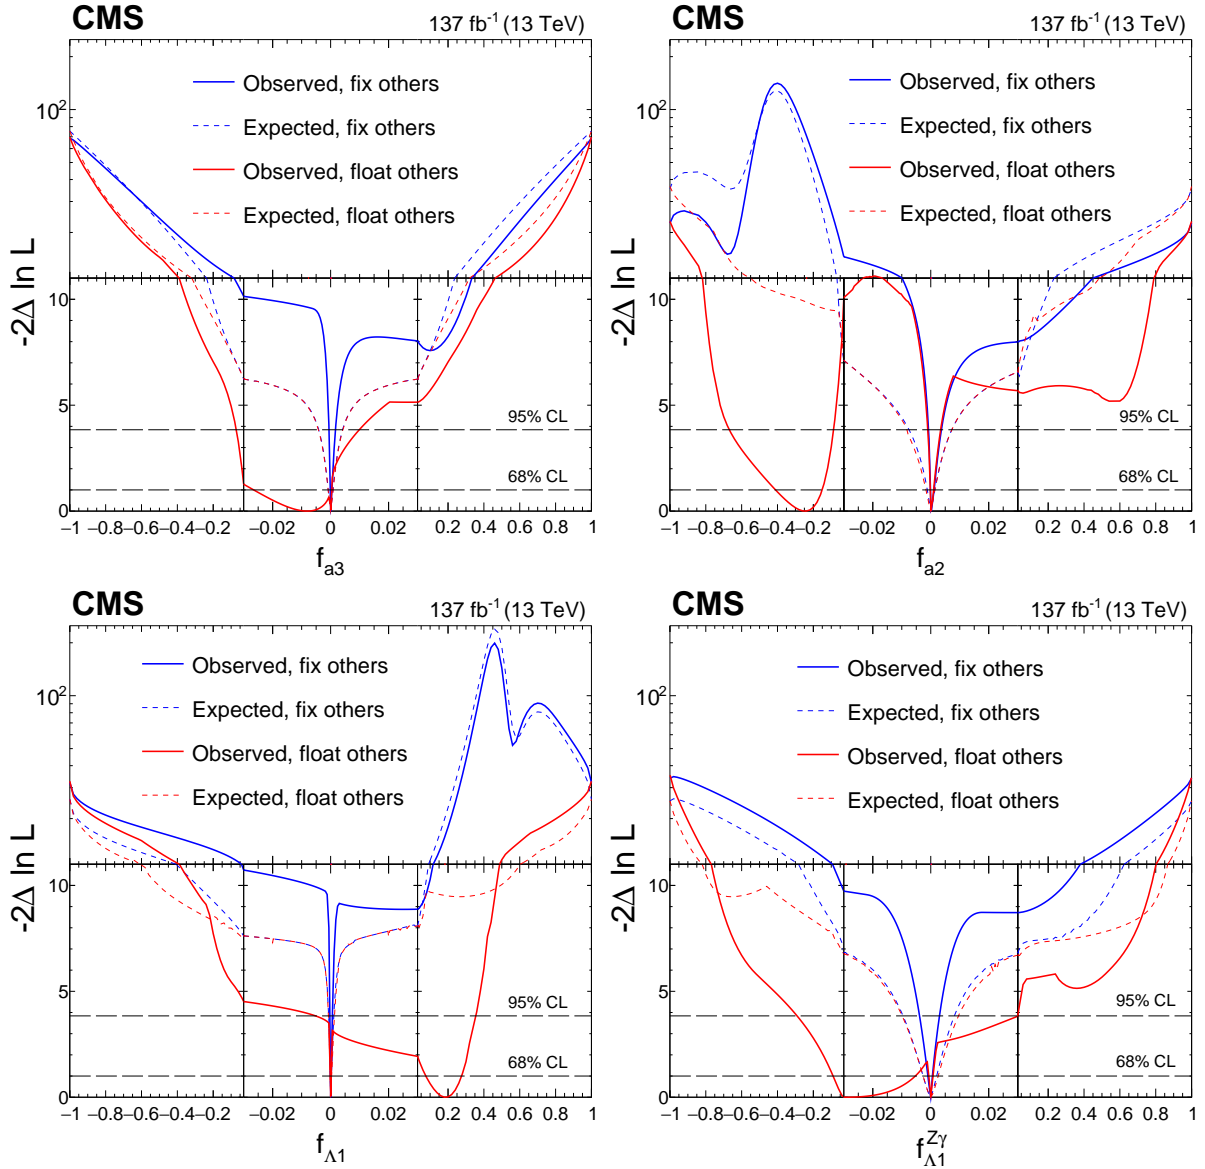 CMS 137 fb⁻¹ (13 TeV)
Observed, fix others
Expected, fix others
Observed, float others
Expected, float others
10²
-2Δ ln L
10
5
0
95% CL
68% CL
−1 −0.8 −0.6 −0.4 −0.2 −0.02 0 0.02 0.2 0.4 0.6 0.8 1
f_a3
CMS 137 fb⁻¹ (13 TeV)
Observed, fix others
Expected, fix others
Observed, float others
Expected, float others
10²
-2Δ ln L
10
5
0
95% CL
68% CL
−1 −0.8 −0.6 −0.4 −0.2 −0.02 0 0.02 0.2 0.4 0.6 0.8 1
f_a2
CMS 137 fb⁻¹ (13 TeV)
Observed, fix others
Expected, fix others
Observed, float others
Expected, float others
10²
-2Δ ln L
10
5
0
95% CL
68% CL
−1 −0.8 −0.6 −0.4 −0.2 −0.02 0 0.02 0.2 0.4 0.6 0.8 1
f_Λ1
CMS 137 fb⁻¹ (13 TeV)
Observed, fix others
Expected, fix others
Observed, float others
Expected, float others
10²
-2Δ ln L
10
5
0
95% CL
68% CL
−1 −0.8 −0.6 −0.4 −0.2 −0.02 0 0.02 0.2 0.4 0.6 0.8 1
f_Λ1^Zγ